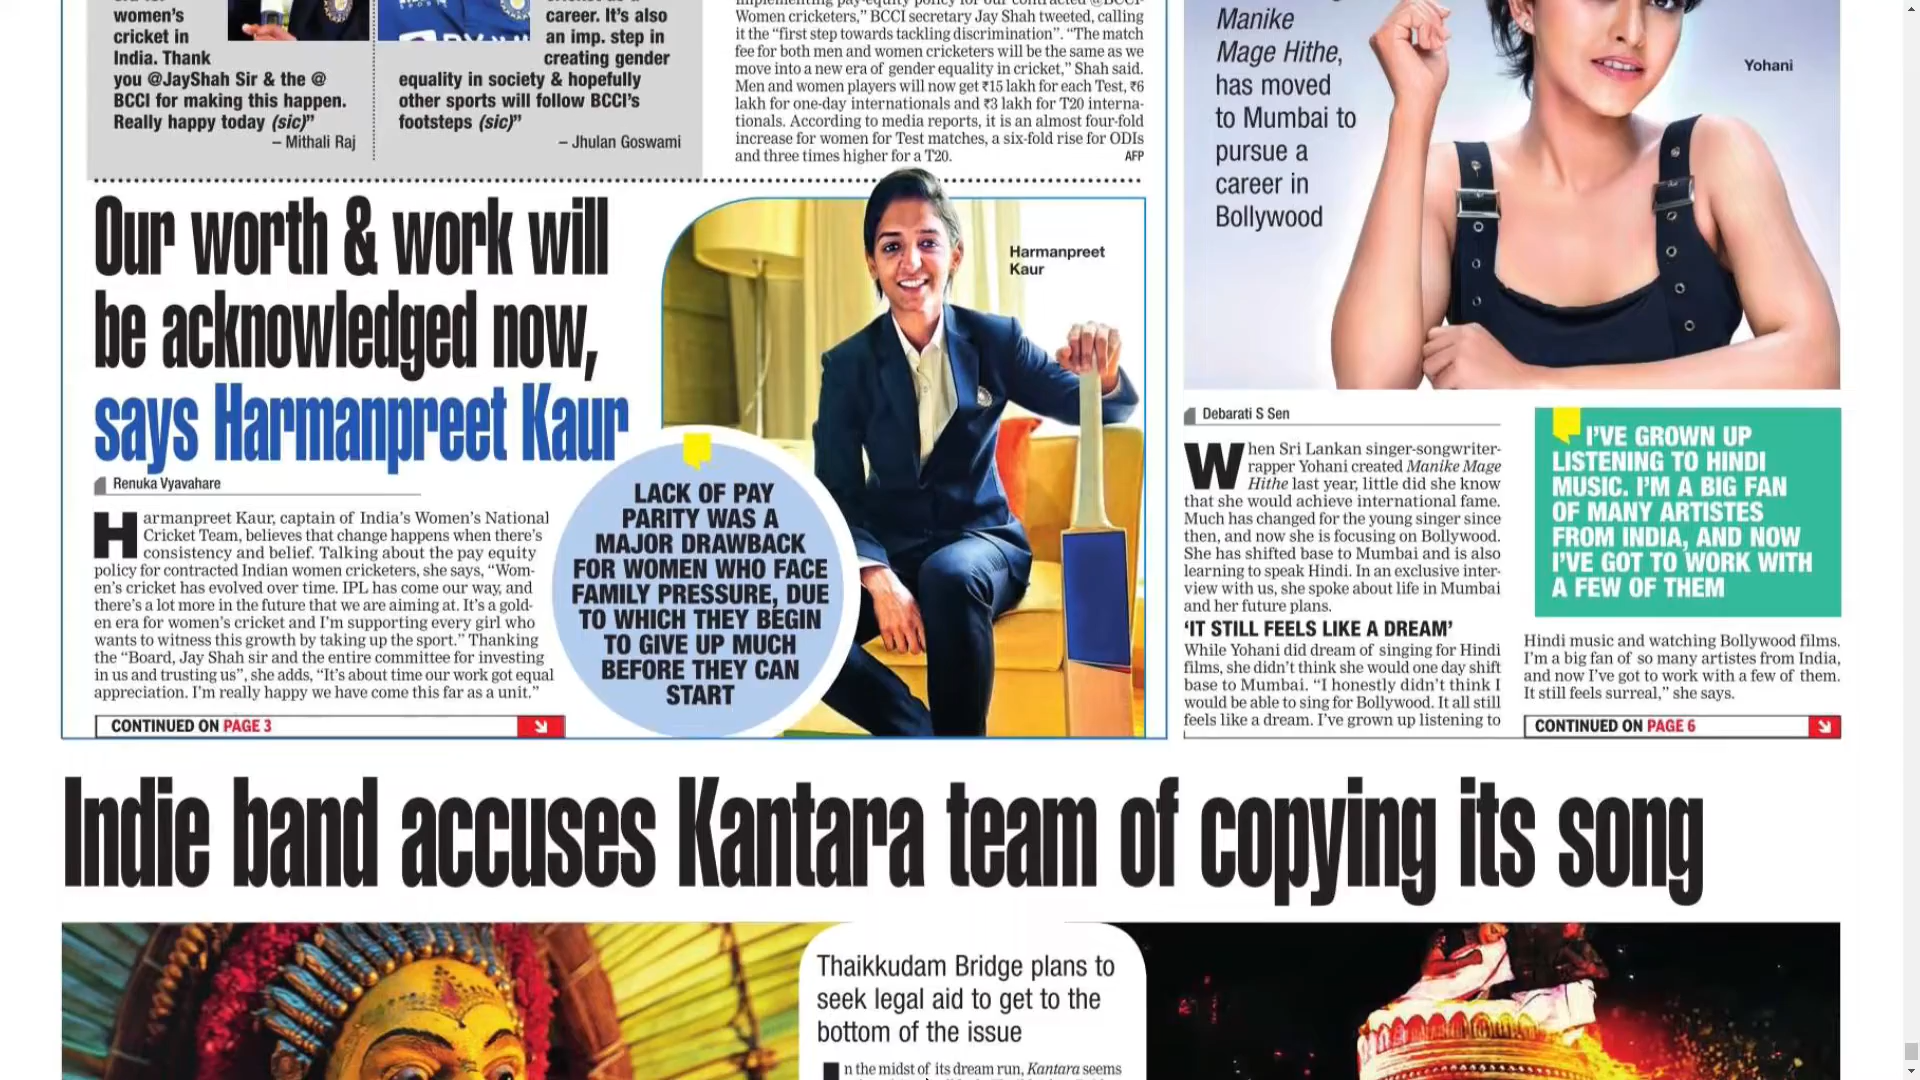 women's
cricket in
India. Thank
you @JayShah Sir & the @
BCCI for making this happen.
Really happy today (sic)"
– Mithali Raj
career. It's also
an imp. step in
creating gender
equality in society & hopefully
other sports will follow BCCI's
footsteps (sic)"
– Jhulan Goswami
implementing pay equity policy for our contracted @BCCI-
Women cricketers," BCCI secretary Jay Shah tweeted, calling
it the "first step towards tackling discrimination". "The match
fee for both men and women cricketers will be the same as we
move into a new era of gender equality in cricket," Shah said.
Men and women players will now get ₹15 lakh for each Test, ₹6
lakh for one-day internationals and ₹3 lakh for T20 interna-
tionals. According to media reports, it is an almost four-fold
increase for women for Test matches, a six-fold rise for ODIs
and three times higher for a T20.
AFP
Our worth & work will
be acknowledged now,
says Harmanpreet Kaur
Renuka Vyavahare
Harmanpreet Kaur, captain of India's Women's National
Cricket Team, believes that change happens when there's
consistency and belief. Talking about the pay equity
policy for contracted Indian women cricketers, she says, "Wom-
en's cricket has evolved over time. IPL has come our way, and
there's a lot more in the future that we are aiming at. It's a gold-
en era for women's cricket and I'm supporting every girl who
wants to witness this growth by taking up the sport." Thanking
the "Board, Jay Shah sir and the entire committee for investing
in us and trusting us", she adds, "It's about time our work got equal
appreciation. I'm really happy we have come this far as a unit."
CONTINUED ON PAGE 3
LACK OF PAY
PARITY WAS A
MAJOR DRAWBACK
FOR WOMEN WHO FACE
FAMILY PRESSURE, DUE
TO WHICH THEY BEGIN
TO GIVE UP MUCH
BEFORE THEY CAN
START
Harmanpreet
Kaur
Manike
Mage Hithe,
has moved
to Mumbai to
pursue a
career in
Bollywood
Yohani
Debarati S Sen
When Sri Lankan singer-songwriter-
rapper Yohani created Manike Mage
Hithe last year, little did she know
that she would achieve international fame.
Much has changed for the young singer since
then, and now she is focusing on Bollywood.
She has shifted base to Mumbai and is also
learning to speak Hindi. In an exclusive inter-
view with us, she spoke about life in Mumbai
and her future plans.
'IT STILL FEELS LIKE A DREAM'
While Yohani did dream of singing for Hindi
films, she didn't think she would one day shift
base to Mumbai. "I honestly didn't think I
would be able to sing for Bollywood. It all still
feels like a dream. I've grown up listening to
I'VE GROWN UP
LISTENING TO HINDI
MUSIC. I'M A BIG FAN
OF MANY ARTISTES
FROM INDIA, AND NOW
I'VE GOT TO WORK WITH
A FEW OF THEM
Hindi music and watching Bollywood films.
I'm a big fan of so many artistes from India,
and now I've got to work with a few of them.
It still feels surreal," she says.
CONTINUED ON PAGE 6
Indie band accuses Kantara team of copying its song
Thaikkudam Bridge plans to
seek legal aid to get to the
bottom of the issue
In the midst of its dream run, Kantara seems